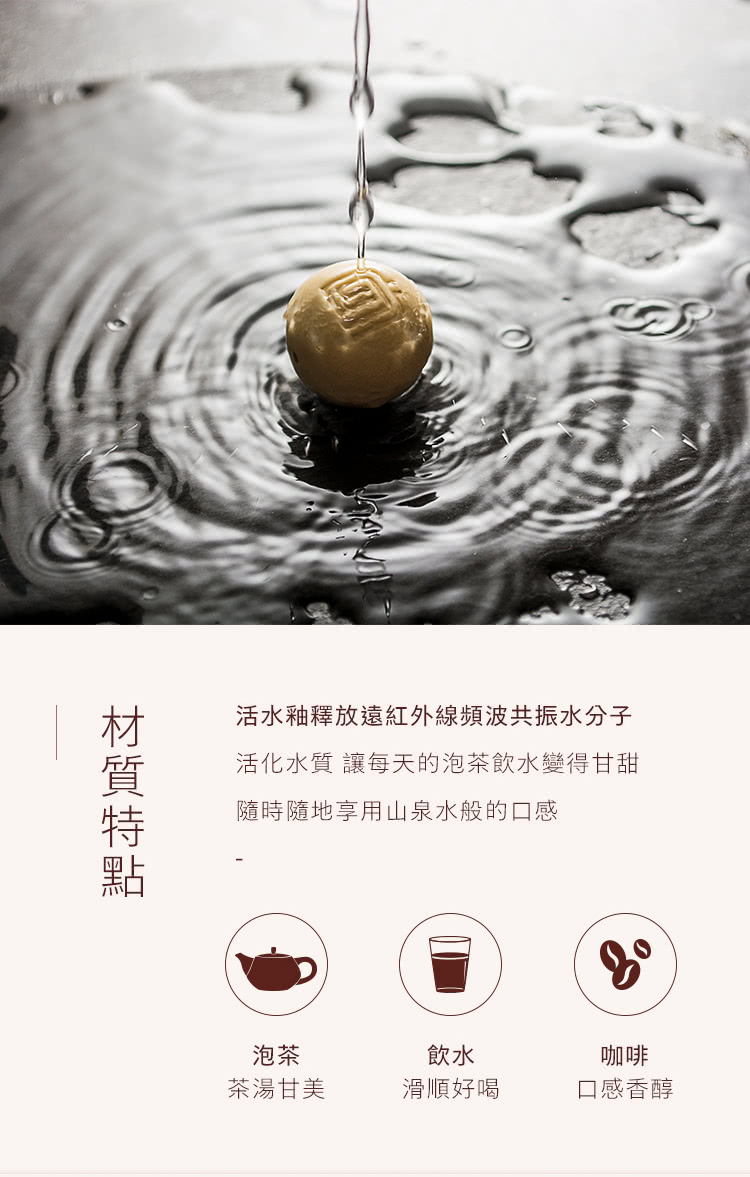 材質特點
活水釉釋放遠紅外線頻波共振水分子
活化水質 讓每天的泡茶飲水變得甘甜
隨時隨地享用山泉水般的口感
-
泡茶
茶湯甘美
飲水
滑順好喝
咖啡
口感香醇